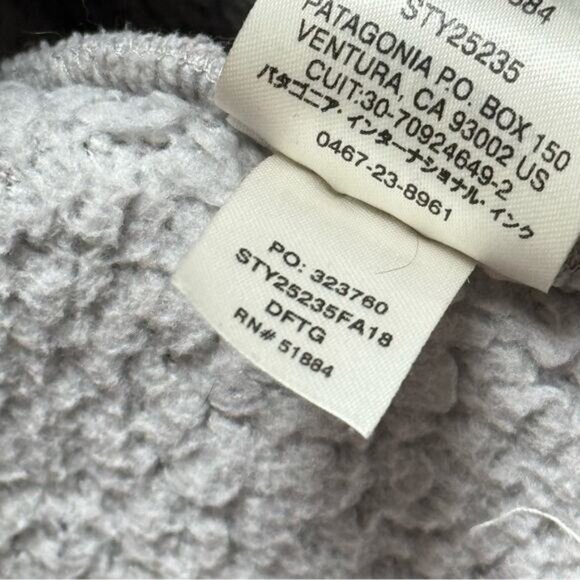 884
STY25235
PATAGONIA P.O. BOX 150
VENTURA, CA 93002 US
CUIT:30-70924649-2
パタゴニア・インターナショナル・インク
0467-23-8961
PO: 323760
STY25235FA18
DFTG
RN# 51884